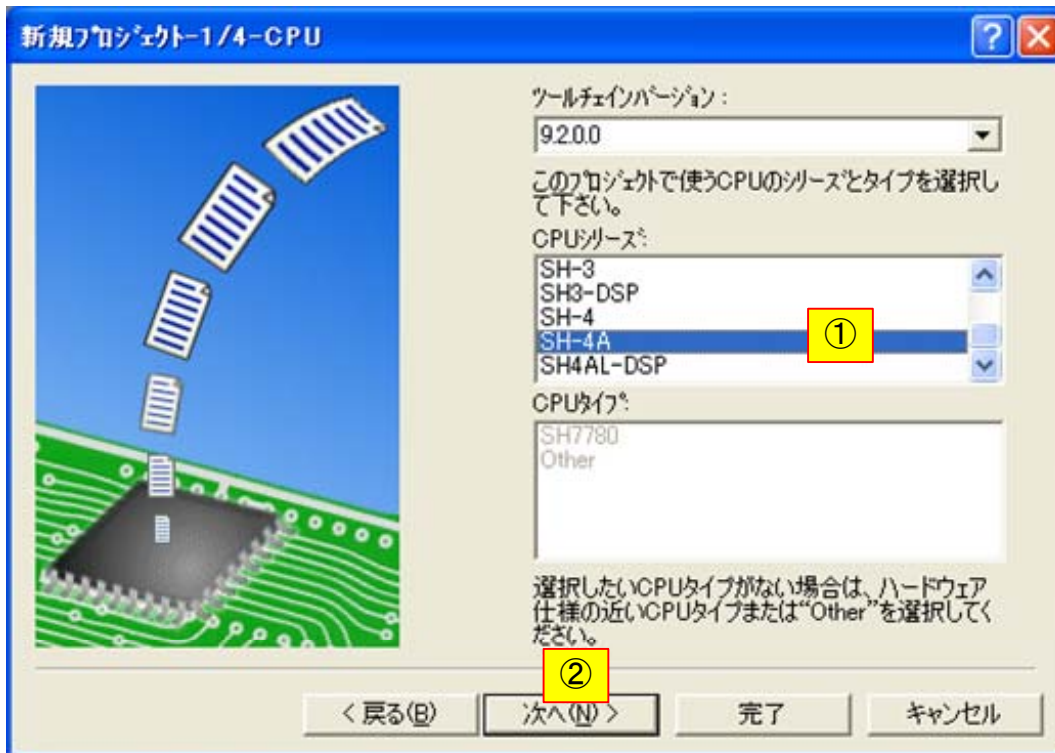 新規ﾌﾟﾛｼﾞｪｸﾄ-1/4-CPU
ﾂｰﾙﾁｪｲﾝﾊﾞｰｼﾞｮﾝ :
9.2.0.0
このﾌﾟﾛｼﾞｪｸﾄで使うCPUのｼﾘｰｽﾞとﾀｲﾌﾟを選択し
て下さい。
CPUｼﾘｰｽﾞ:
SH-3
SH3-DSP
SH-4
SH-4A
①
SH4AL-DSP
CPUﾀｲﾌﾟ:
SH7780
Other
選択したいCPUﾀｲﾌﾟがない場合は、ハードウェア
仕様の近いCPUﾀｲﾌﾟまたは“Other”を選択してく
ださい。
②
< 戻る(B)
次へ(N) >
完了
ｷｬﾝｾﾙ